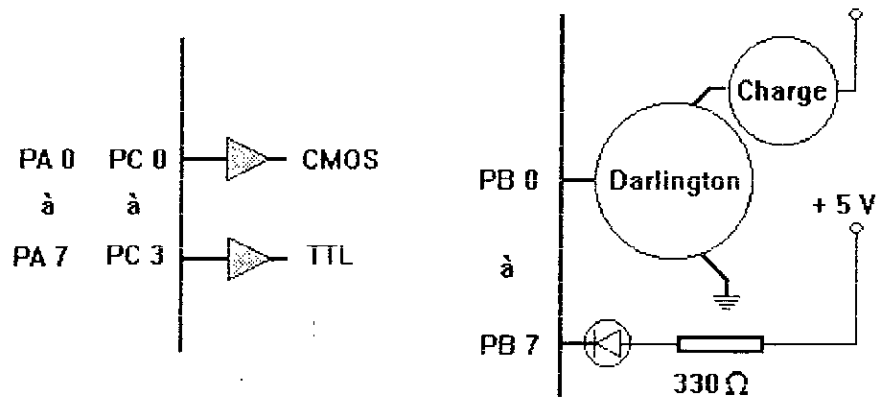 PA 0 PC 0 CMOS
à à
PA 7 PC 3 TTL
Charge
PB 0 Darlington
+ 5 V
à
PB 7
330 Ω